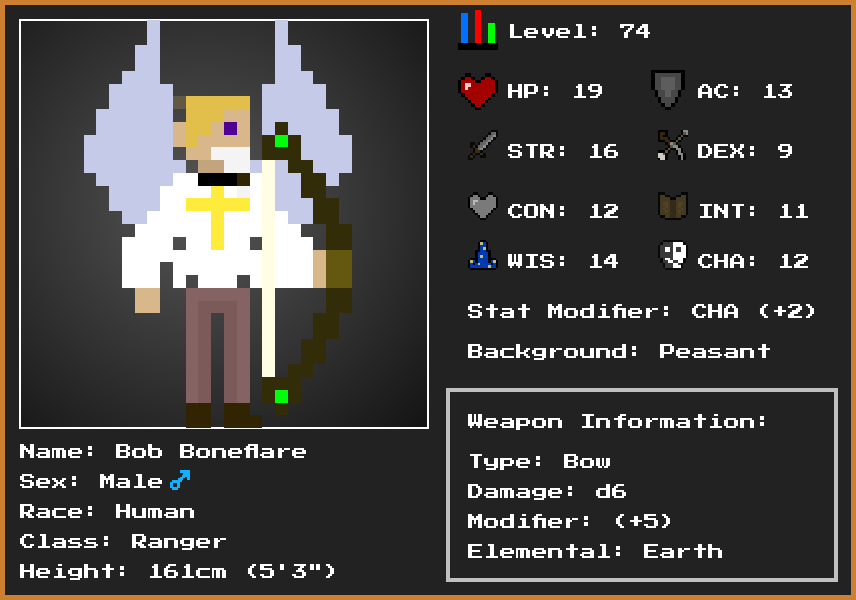 Level: 74
HP: 19
AC: 13
STR: 16
DEX: 9
CON: 12
INT: 11
WIS: 14
CHA: 12
Stat Modifier: CHA (+2)
Background: Peasant
Weapon Information:
Type: Bow
Damage: d6
Modifier: (+5)
Elemental: Earth
Name: Bob Boneflare
Sex: Male ♂
Race: Human
Class: Ranger
Height: 161cm (5'3")